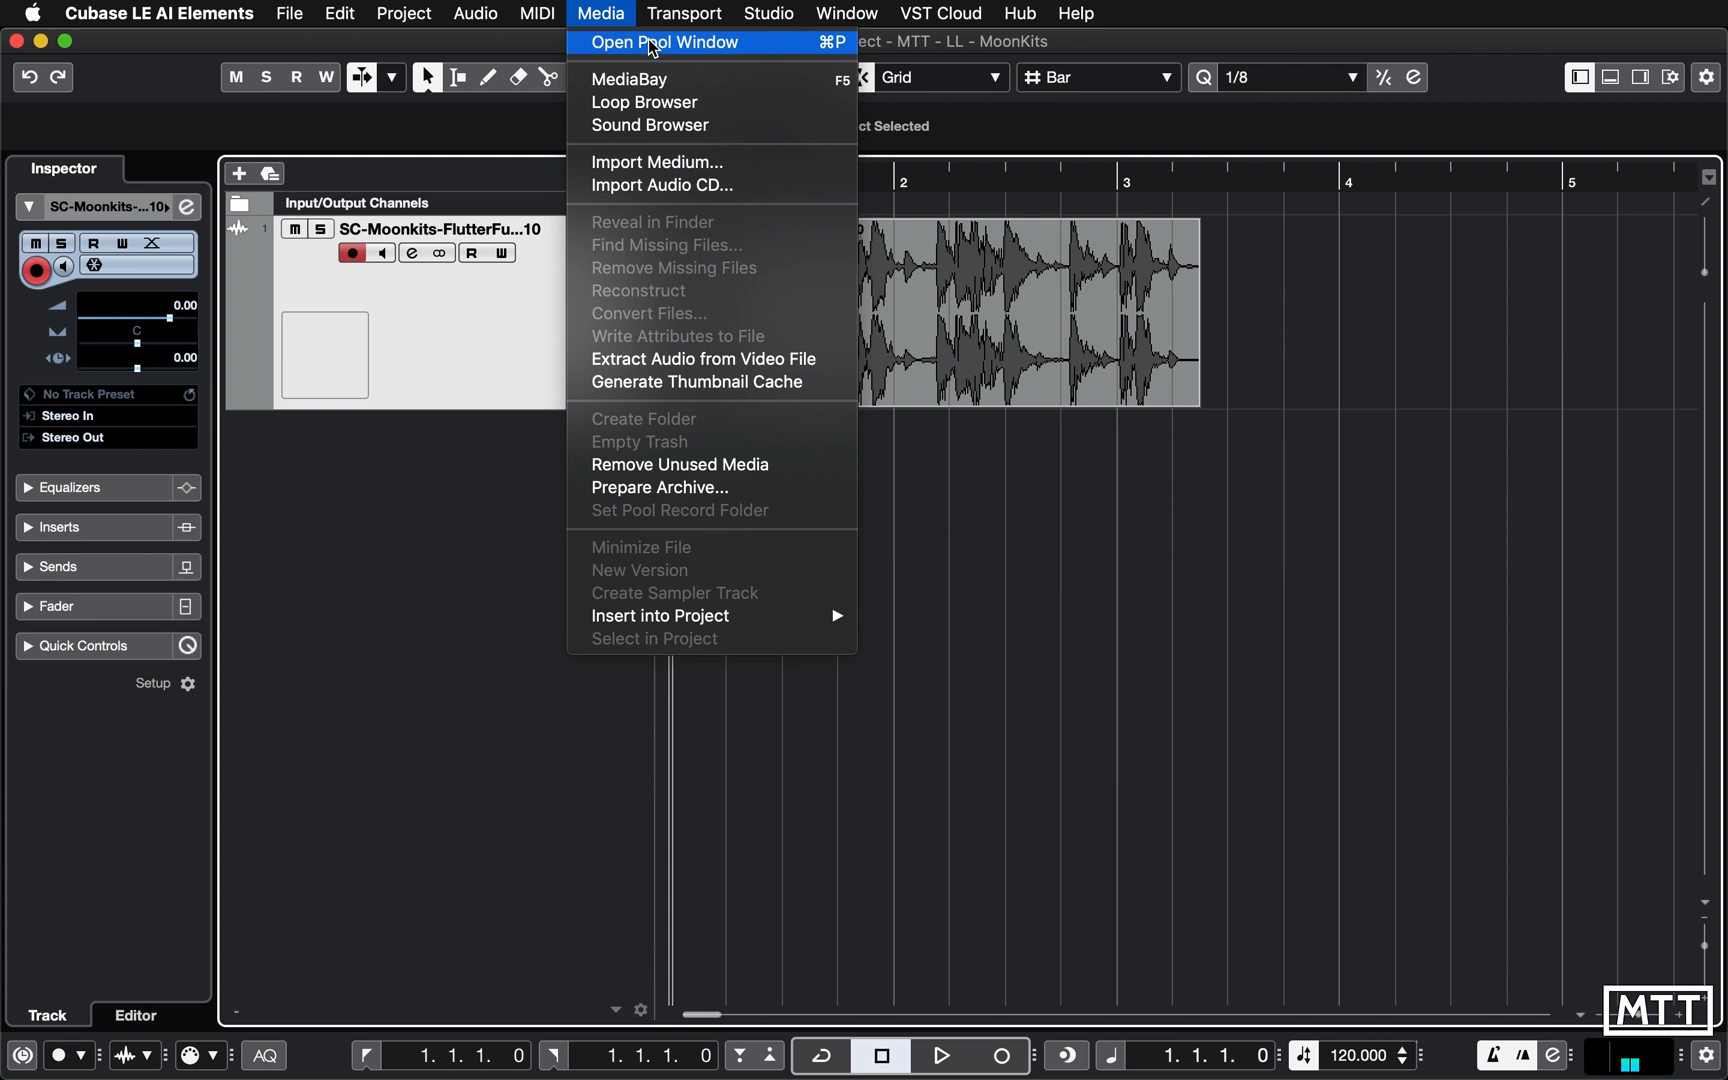 Cubase LE AI Elements File Edit Project Audio MIDI Media Transport Studio Window VST Cloud Hub Help
Open Pool Window ⌘P
ect - MTT - LL - MoonKits
M S R W
Grid
Bar
Q 1/8
MediaBay F5
Loop Browser
Sound Browser
ct Selected
Import Medium...
Import Audio CD...
Reveal in Finder
Find Missing Files...
Remove Missing Files
Reconstruct
Convert Files...
Write Attributes to File
Extract Audio from Video File
Generate Thumbnail Cache
Create Folder
Empty Trash
Remove Unused Media
Prepare Archive...
Set Pool Record Folder
Minimize File
New Version
Create Sampler Track
Insert into Project
Select in Project
Inspector
SC-Moonkits-...10
m S R W
0.00
C
0.00
No Track Preset
Stereo In
Stereo Out
Equalizers
Inserts
Sends
Fader
Quick Controls
Setup
Track Editor
Input/Output Channels
1 m S SC-Moonkits-FlutterFu...10
R W
2 3 4 5
MTT
AQ 1. 1. 1. 0 1. 1. 1. 0 1. 1. 1. 0 120.000